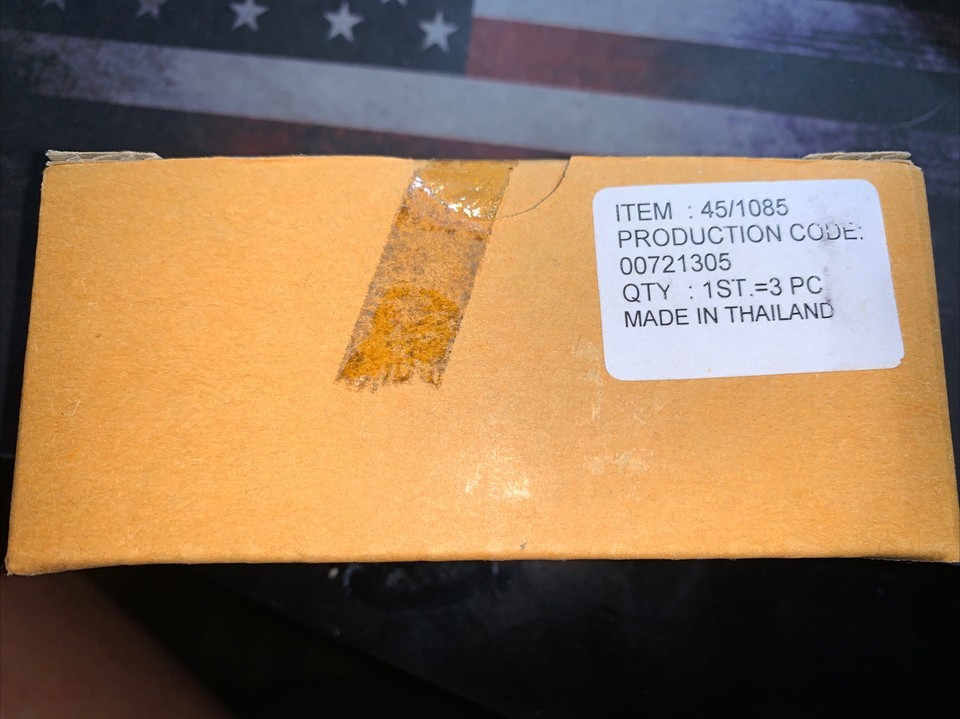 ITEM : 45/1085
PRODUCTION CODE:
00721305
QTY : 1ST.=3 PC
MADE IN THAILAND